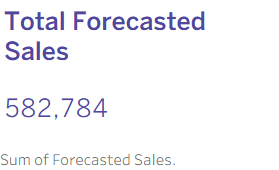 Total Forecasted
Sales
582,784
Sum of Forecasted Sales.